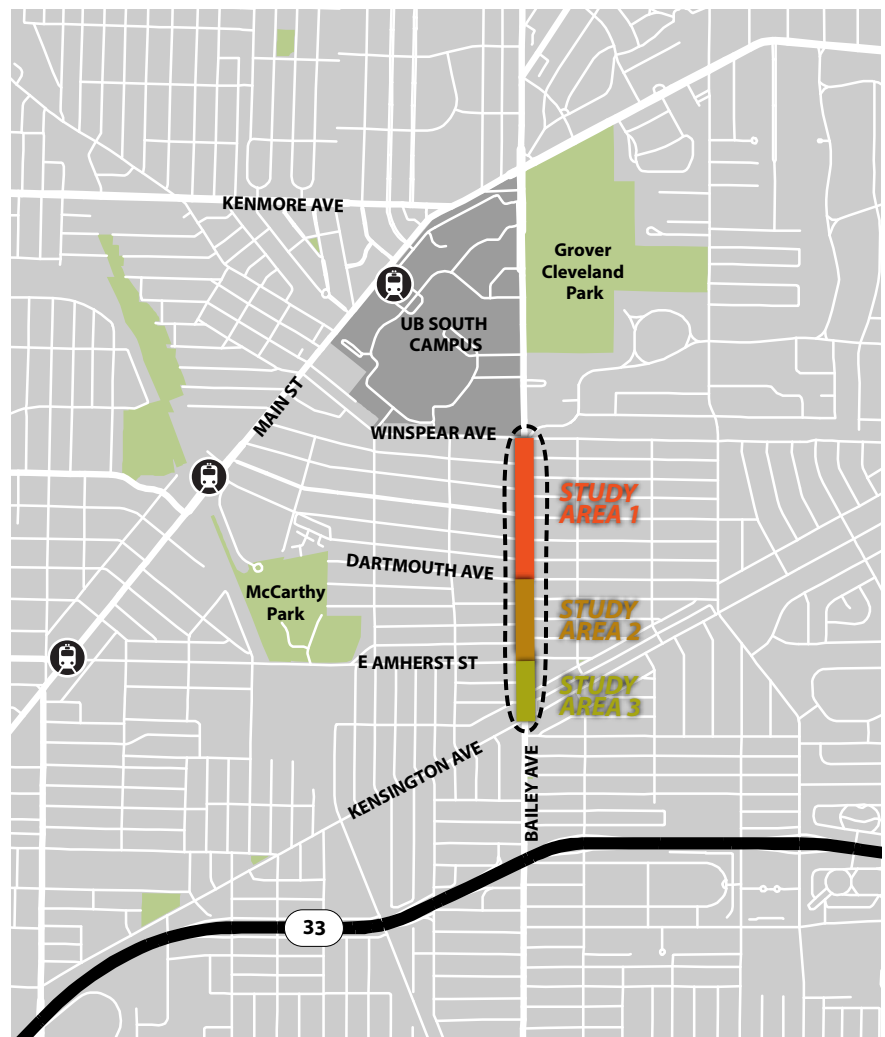 KENMORE AVE
Grover
Cleveland
Park
UB SOUTH
CAMPUS
MAIN ST
WINSPEAR AVE
STUDY
AREA 1
DARTMOUTH AVE
McCarthy
Park
STUDY
AREA 2
E AMHERST ST
STUDY
AREA 3
KENSINGTON AVE
BAILEY AVE
33